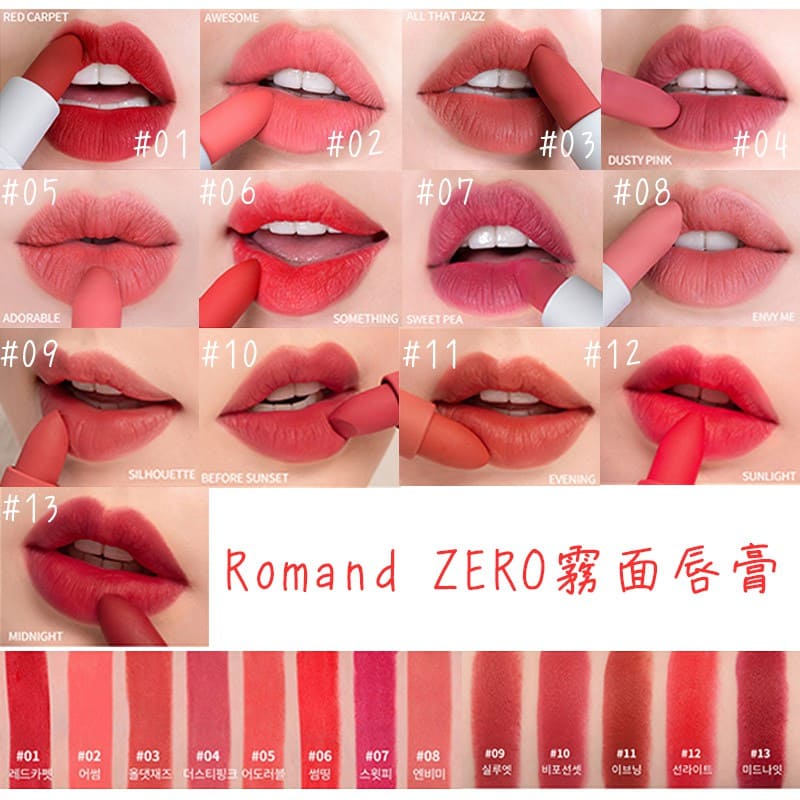 RED CARPET
#01
AWESOME
#02
ALL THAT JAZZ
#03
DUSTY PINK
#04
#05
ADORABLE
#06
SOMETHING
#07
SWEET PEA
#08
ENVY ME
#09
SILHOUETTE
#10
BEFORE SUNSET
#11
EVENING
#12
SUNLIGHT
#13
MIDNIGHT
Romand ZERO霧面唇膏
#01
레드카펫
#02
어썸
#03
올댓재즈
#04
더스티핑크
#05
어도러블
#06
썸띵
#07
스윗피
#08
엔비미
#09
실루엣
#10
비포선셋
#11
이브닝
#12
선라이트
#13
미드나잇